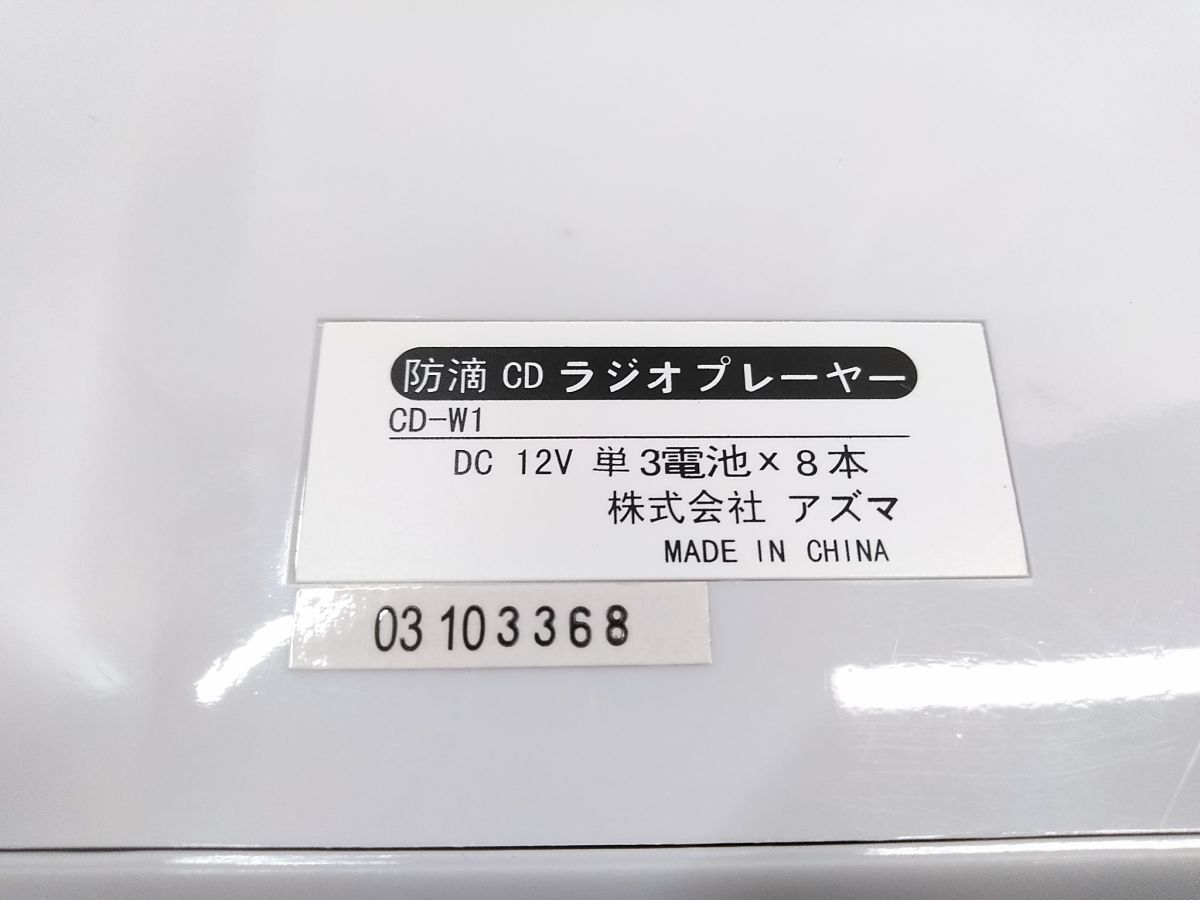 防滴 CD ラジオプレーヤー
CD-W1
DC 12V 単3電池×8本
株式会社 アズマ
MADE IN CHINA
03103368